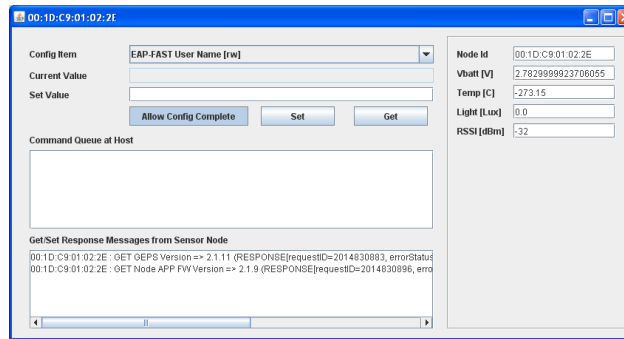 00:1D:C9:01:02:2E
Config Item
EAP-FAST User Name [rw]
Current Value
Set Value
Allow Config Complete
Set
Get
Command Queue at Host
Get/Set Response Messages from Sensor Node
00:1D:C9:01:02:2E : GET GEPS Version => 2.1.11 (RESPONSE[requestID=2014830883, errorStatus
00:1D:C9:01:02:2E : GET Node APP FW Version => 2.1.9 (RESPONSE[requestID=2014830896, erro
Node Id
00:1D:C9:01:02:2E
Vbatt [V]
2.7829999923706055
Temp [C]
-273.15
Light [Lux]
0.0
RSSI [dBm]
-32